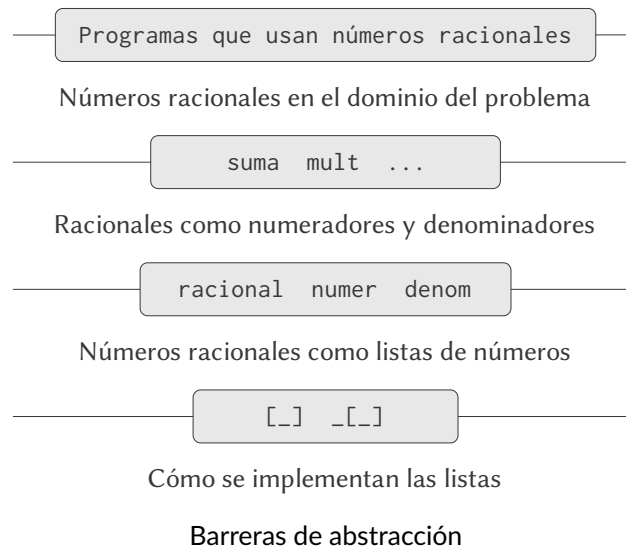 Programas que usan números racionales
Números racionales en el dominio del problema
suma mult ...
Racionales como numeradores y denominadores
racional numer denom
Números racionales como listas de números
[_] _[_]
Cómo se implementan las listas
Barreras de abstracción